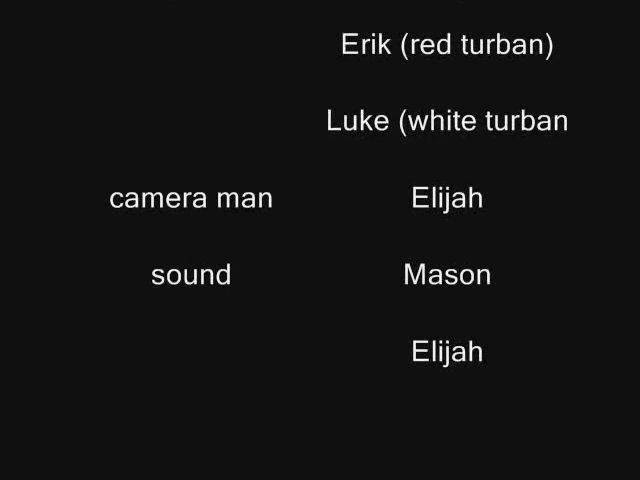 Erik (red turban)
Luke (white turban
camera man Elijah
sound Mason
Elijah